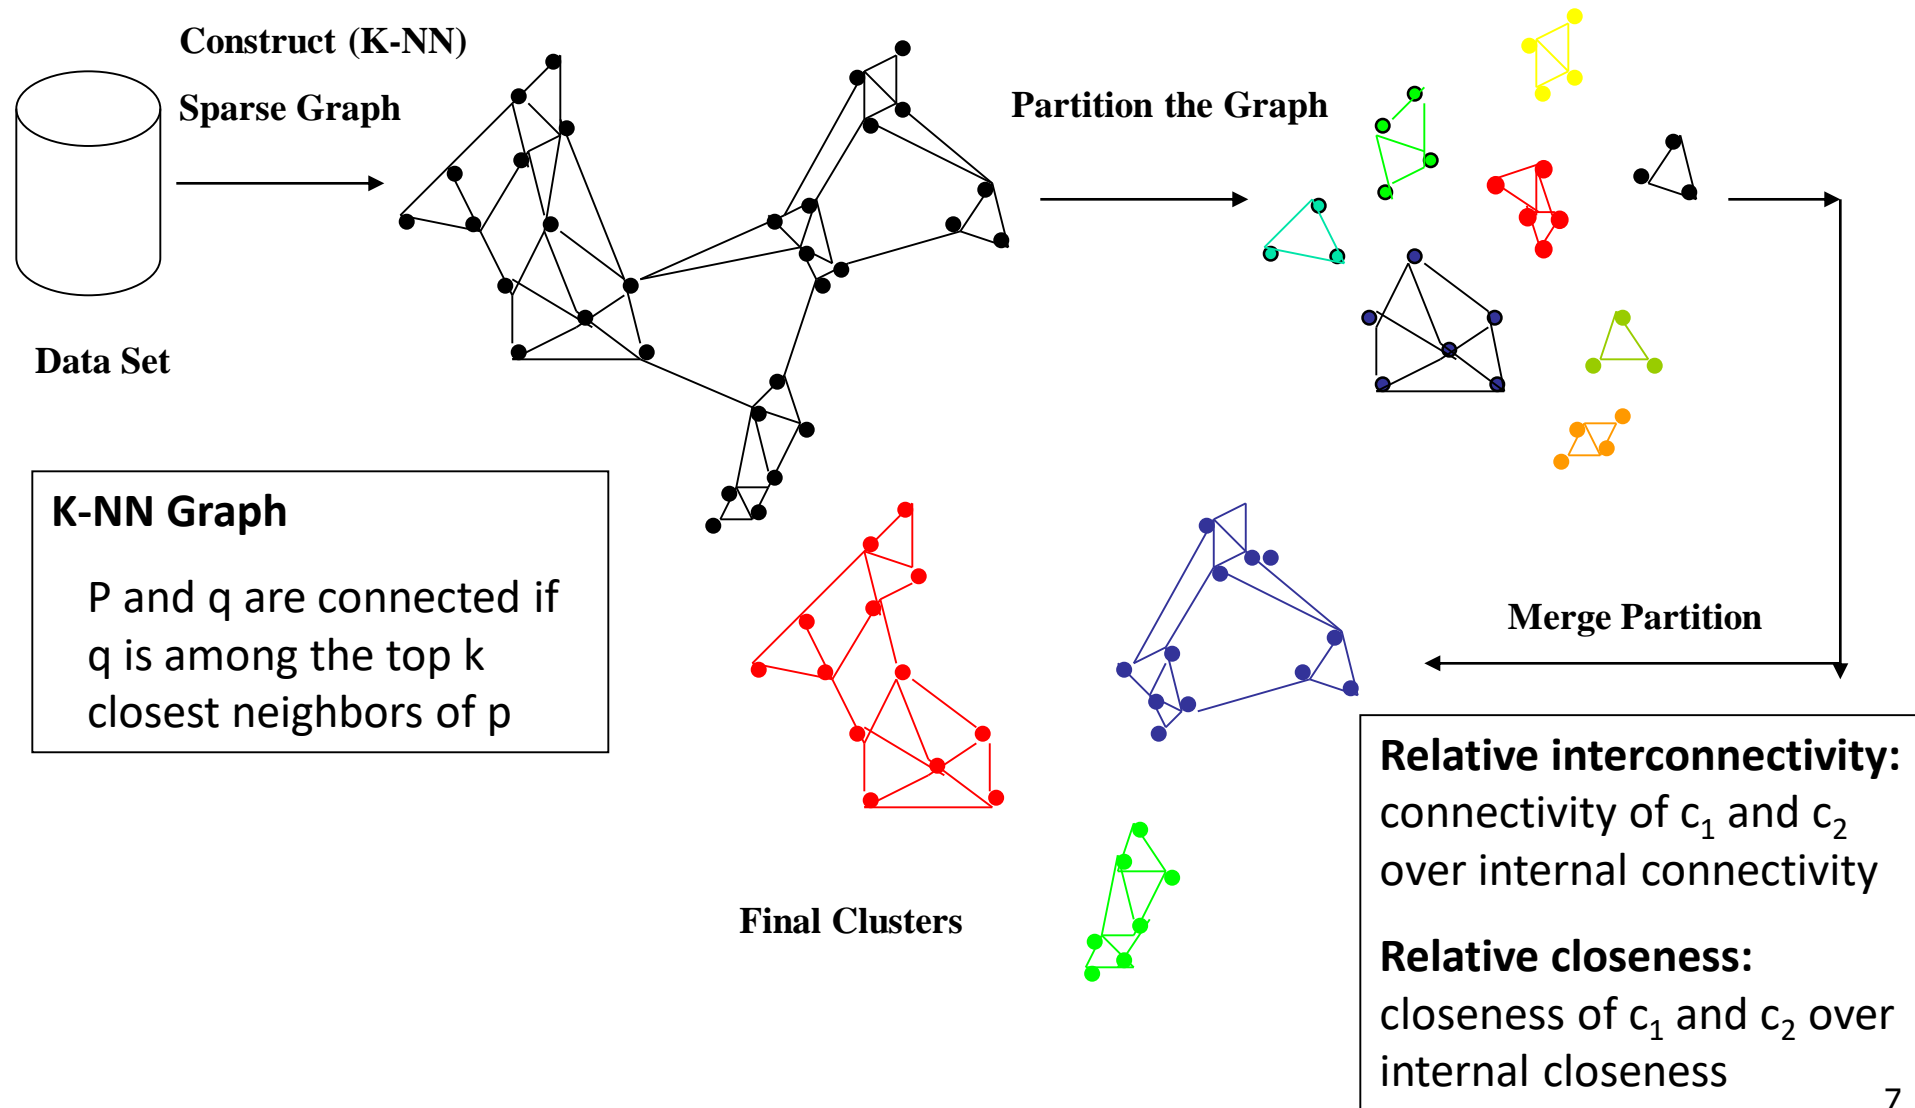 Construct (K-NN)
Sparse Graph
Data Set
Partition the Graph
K-NN Graph
P and q are connected if
q is among the top k
closest neighbors of p
Merge Partition
Final Clusters
Relative interconnectivity:
connectivity of c₁ and c₂
over internal connectivity
Relative closeness:
closeness of c₁ and c₂ over
internal closeness
7